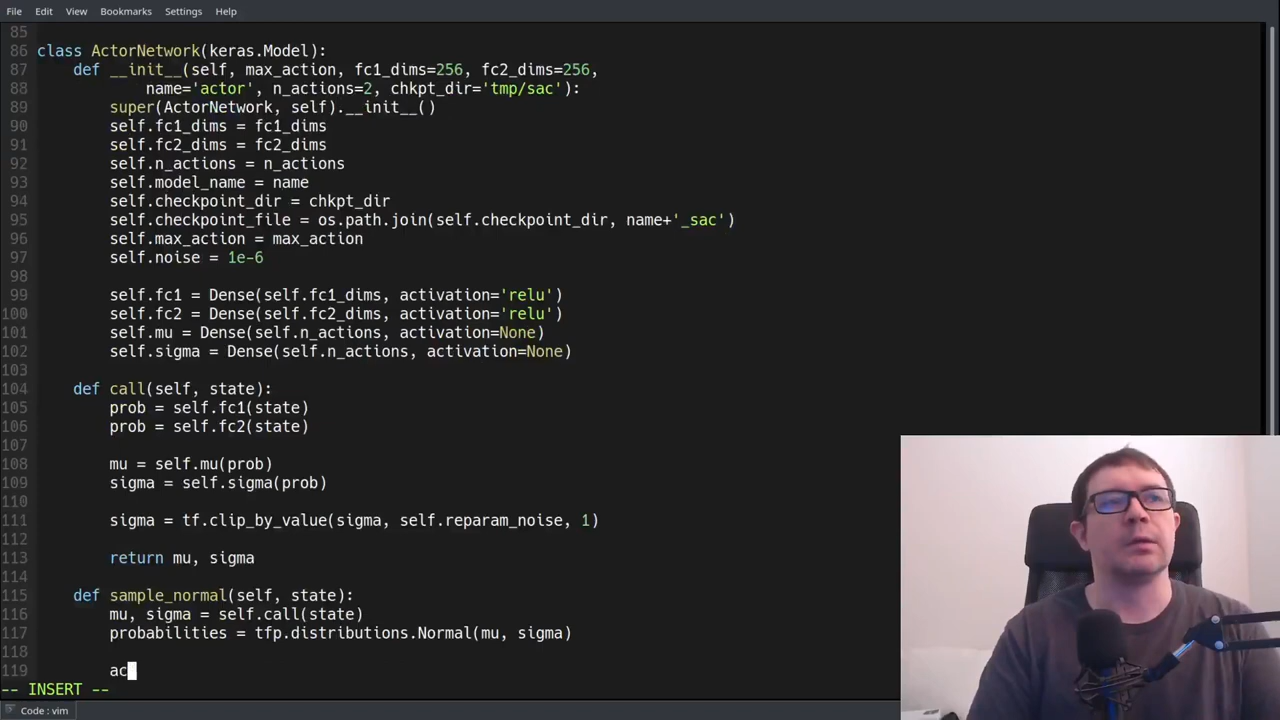 File Edit View Bookmarks Settings Help
85
86 class ActorNetwork(keras.Model):
87     def __init__(self, max_action, fc1_dims=256, fc2_dims=256,
88             name='actor', n_actions=2, chkpt_dir='tmp/sac'):
89         super(ActorNetwork, self).__init__()
90         self.fc1_dims = fc1_dims
91         self.fc2_dims = fc2_dims
92         self.n_actions = n_actions
93         self.model_name = name
94         self.checkpoint_dir = chkpt_dir
95         self.checkpoint_file = os.path.join(self.checkpoint_dir, name+'_sac')
96         self.max_action = max_action
97         self.noise = 1e-6
98
99         self.fc1 = Dense(self.fc1_dims, activation='relu')
100         self.fc2 = Dense(self.fc2_dims, activation='relu')
101         self.mu = Dense(self.n_actions, activation=None)
102         self.sigma = Dense(self.n_actions, activation=None)
103
104     def call(self, state):
105         prob = self.fc1(state)
106         prob = self.fc2(state)
107
108         mu = self.mu(prob)
109         sigma = self.sigma(prob)
110
111         sigma = tf.clip_by_value(sigma, self.reparam_noise, 1)
112
113         return mu, sigma
114
115     def sample_normal(self, state):
116         mu, sigma = self.call(state)
117         probabilities = tfp.distributions.Normal(mu, sigma)
118
119         ac
-- INSERT --
Code : vim